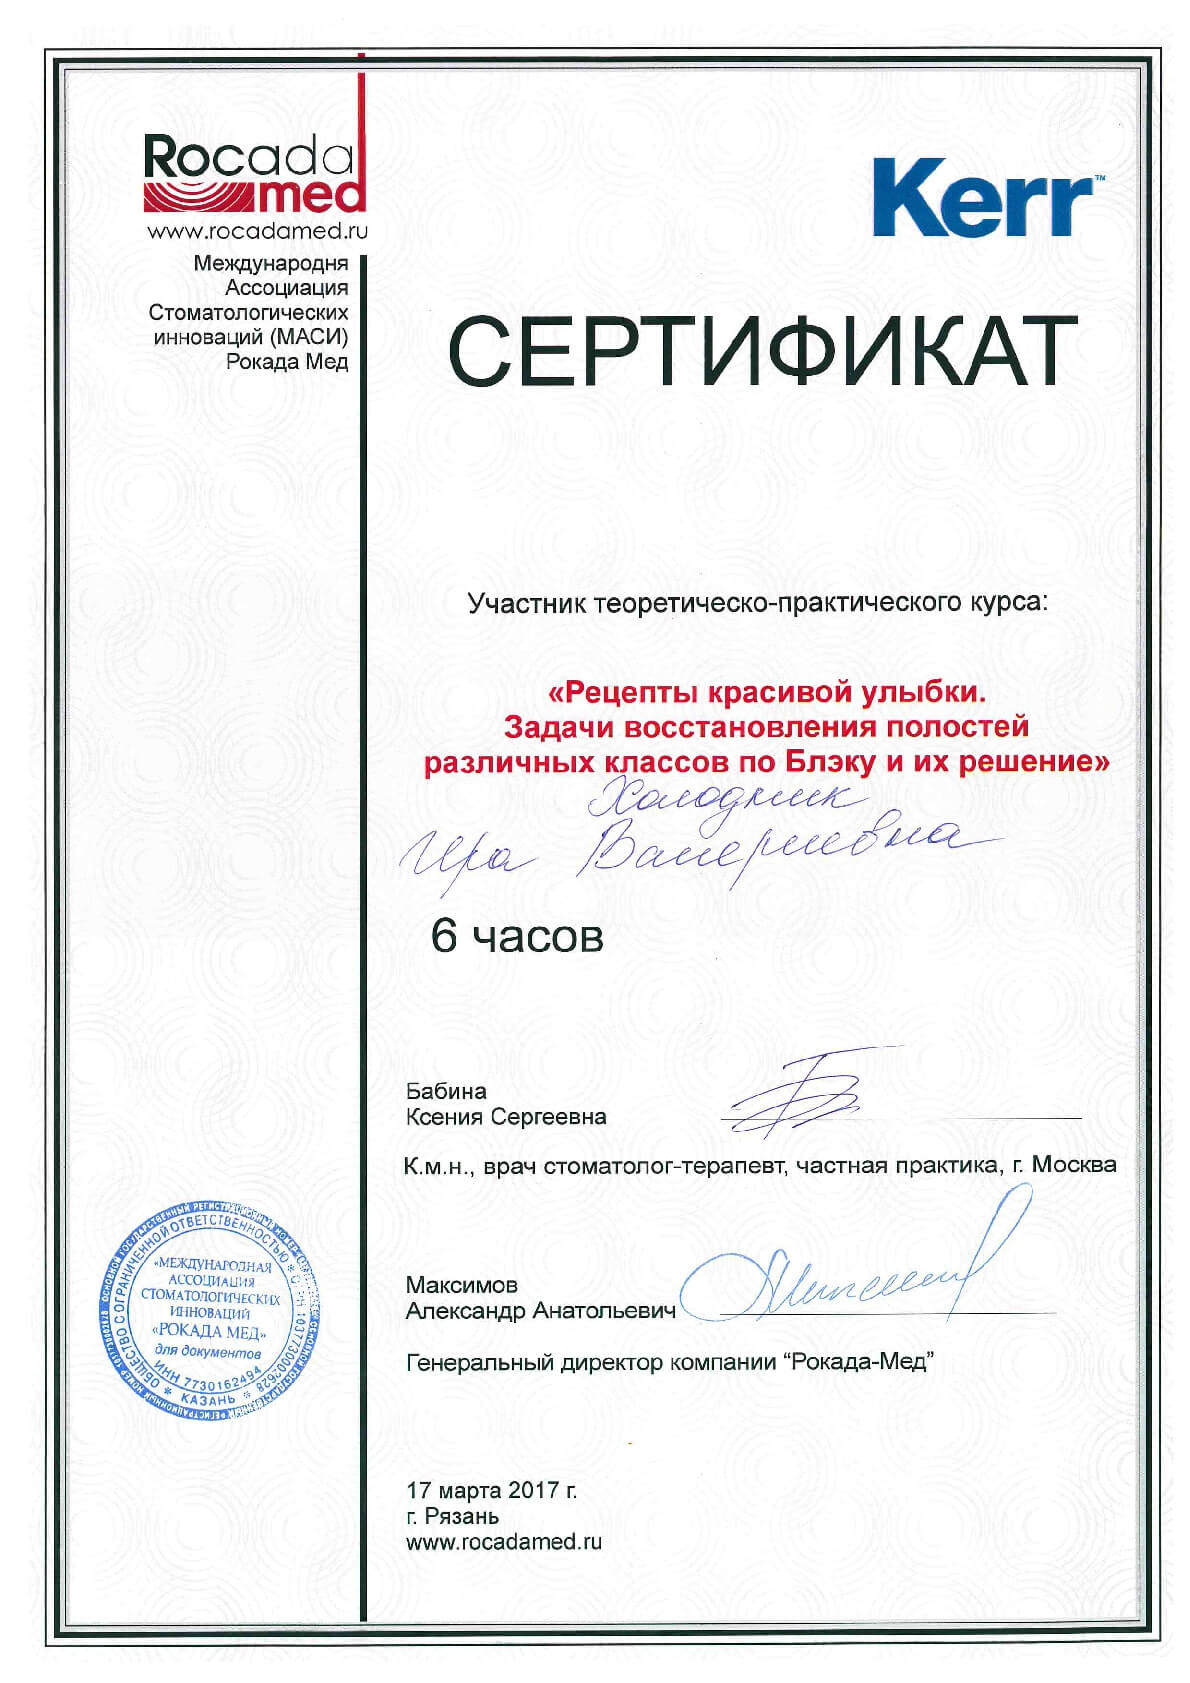 Rocada
med
www.rocadamed.ru
Международня
Ассоциация
Стоматологических
инноваций (МАСИ)
Рокада Мед
Kerr™
СЕРТИФИКАТ
Участник теоретическо-практического курса:
«Рецепты красивой улыбки.
Задачи восстановления полостей
различных классов по Блэку и их решение»
Холодник
Ира Валериевна
6 часов
Бабина
Ксения Сергеевна
К.м.н., врач стоматолог-терапевт, частная практика, г. Москва
Максимов
Александр Анатольевич
Генеральный директор компании “Рокада-Мед”
ОБЩЕСТВО С ОГРАНИЧЕННОЙ ОТВЕТСТВЕННОСТЬЮ
«МЕЖДУНАРОДНАЯ
АССОЦИАЦИЯ
СТОМАТОЛОГИЧЕСКИХ
ИННОВАЦИЙ
«РОКАДА МЕД»
для документов
ИНН 7730162494
* КАЗАНЬ *
17 марта 2017 г.
г. Рязань
www.rocadamed.ru